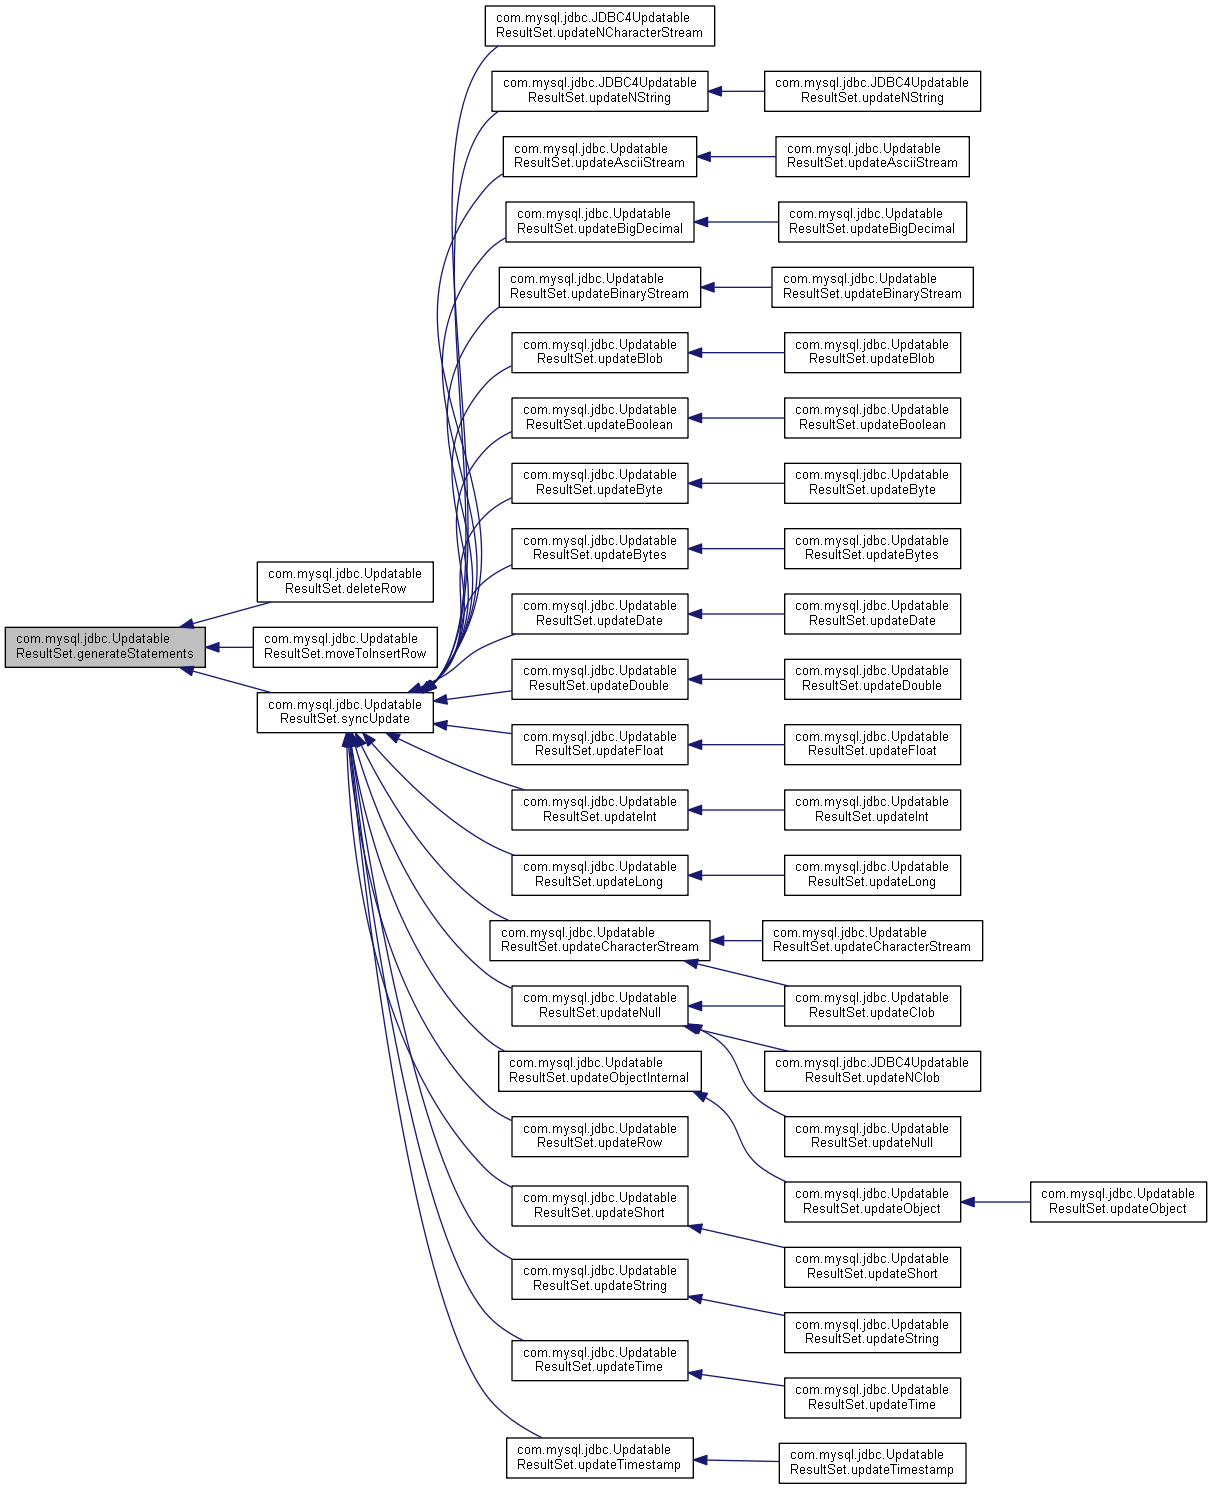 com.mysql.jdbc.JDBC4Updatable
ResultSet.updateNCharacterStream
com.mysql.jdbc.JDBC4Updatable
ResultSet.updateNString
com.mysql.jdbc.JDBC4Updatable
ResultSet.updateNString
com.mysql.jdbc.Updatable
ResultSet.updateAsciiStream
com.mysql.jdbc.Updatable
ResultSet.updateAsciiStream
com.mysql.jdbc.Updatable
ResultSet.updateBigDecimal
com.mysql.jdbc.Updatable
ResultSet.updateBigDecimal
com.mysql.jdbc.Updatable
ResultSet.updateBinaryStream
com.mysql.jdbc.Updatable
ResultSet.updateBinaryStream
com.mysql.jdbc.Updatable
ResultSet.updateBlob
com.mysql.jdbc.Updatable
ResultSet.updateBlob
com.mysql.jdbc.Updatable
ResultSet.updateBoolean
com.mysql.jdbc.Updatable
ResultSet.updateBoolean
com.mysql.jdbc.Updatable
ResultSet.updateByte
com.mysql.jdbc.Updatable
ResultSet.updateByte
com.mysql.jdbc.Updatable
ResultSet.updateBytes
com.mysql.jdbc.Updatable
ResultSet.updateBytes
com.mysql.jdbc.Updatable
ResultSet.deleteRow
com.mysql.jdbc.Updatable
ResultSet.updateDate
com.mysql.jdbc.Updatable
ResultSet.updateDate
com.mysql.jdbc.Updatable
ResultSet.generateStatements
com.mysql.jdbc.Updatable
ResultSet.moveToInsertRow
com.mysql.jdbc.Updatable
ResultSet.updateDouble
com.mysql.jdbc.Updatable
ResultSet.updateDouble
com.mysql.jdbc.Updatable
ResultSet.syncUpdate
com.mysql.jdbc.Updatable
ResultSet.updateFloat
com.mysql.jdbc.Updatable
ResultSet.updateFloat
com.mysql.jdbc.Updatable
ResultSet.updateInt
com.mysql.jdbc.Updatable
ResultSet.updateInt
com.mysql.jdbc.Updatable
ResultSet.updateLong
com.mysql.jdbc.Updatable
ResultSet.updateLong
com.mysql.jdbc.Updatable
ResultSet.updateCharacterStream
com.mysql.jdbc.Updatable
ResultSet.updateCharacterStream
com.mysql.jdbc.Updatable
ResultSet.updateNull
com.mysql.jdbc.Updatable
ResultSet.updateClob
com.mysql.jdbc.Updatable
ResultSet.updateObjectInternal
com.mysql.jdbc.JDBC4Updatable
ResultSet.updateNClob
com.mysql.jdbc.Updatable
ResultSet.updateRow
com.mysql.jdbc.Updatable
ResultSet.updateNull
com.mysql.jdbc.Updatable
ResultSet.updateShort
com.mysql.jdbc.Updatable
ResultSet.updateObject
com.mysql.jdbc.Updatable
ResultSet.updateObject
com.mysql.jdbc.Updatable
ResultSet.updateShort
com.mysql.jdbc.Updatable
ResultSet.updateString
com.mysql.jdbc.Updatable
ResultSet.updateString
com.mysql.jdbc.Updatable
ResultSet.updateTime
com.mysql.jdbc.Updatable
ResultSet.updateTime
com.mysql.jdbc.Updatable
ResultSet.updateTimestamp
com.mysql.jdbc.Updatable
ResultSet.updateTimestamp